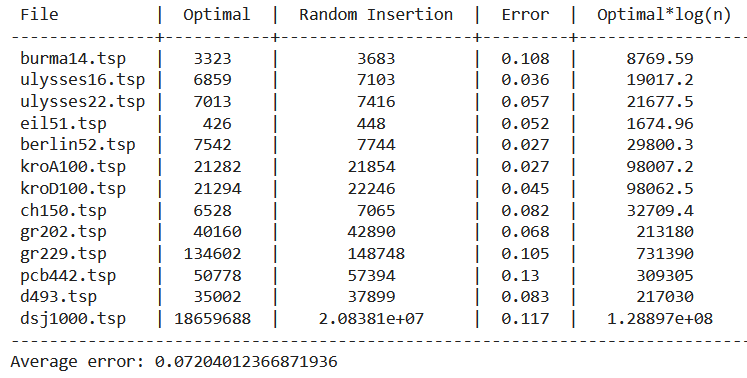 File | Optimal | Random Insertion | Error | Optimal*log(n)
---------------+----------+--------------------+--------+-----------------
burma14.tsp | 3323 | 3683 | 0.108 | 8769.59
ulysses16.tsp | 6859 | 7103 | 0.036 | 19017.2
ulysses22.tsp | 7013 | 7416 | 0.057 | 21677.5
eil51.tsp | 426 | 448 | 0.052 | 1674.96
berlin52.tsp | 7542 | 7744 | 0.027 | 29800.3
kroA100.tsp | 21282 | 21854 | 0.027 | 98007.2
kroD100.tsp | 21294 | 22246 | 0.045 | 98062.5
ch150.tsp | 6528 | 7065 | 0.082 | 32709.4
gr202.tsp | 40160 | 42890 | 0.068 | 213180
gr229.tsp | 134602 | 148748 | 0.105 | 731390
pcb442.tsp | 50778 | 57394 | 0.13 | 309305
d493.tsp | 35002 | 37899 | 0.083 | 217030
dsj1000.tsp | 18659688 | 2.08381e+07 | 0.117 | 1.28897e+08
--------------------------------------------------------------------------
Average error: 0.07204012366871936